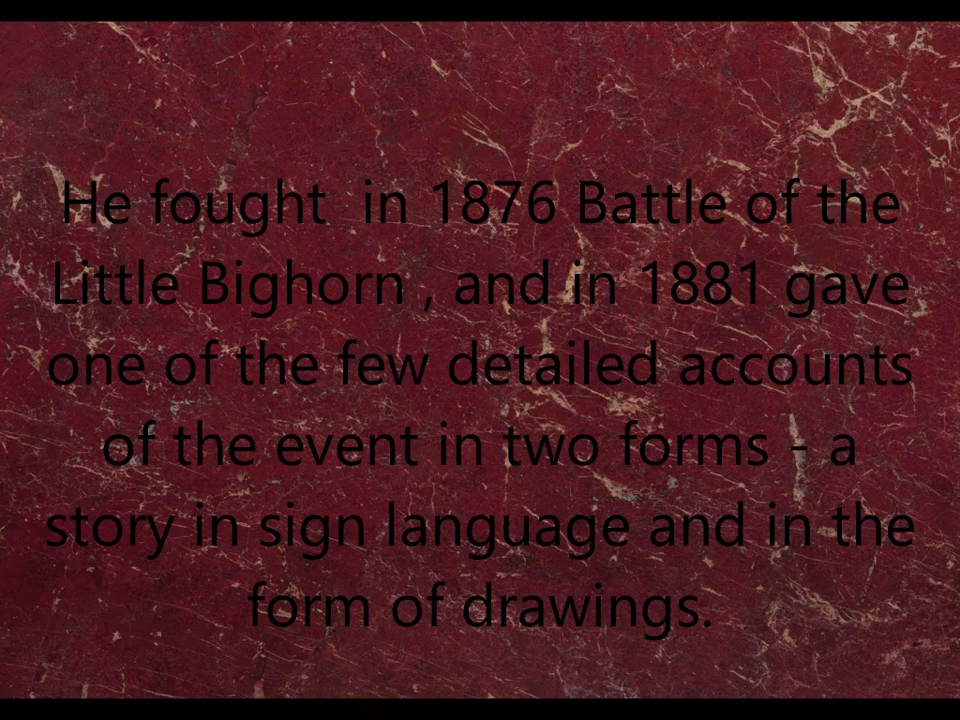 He fought  in 1876 Battle of the
Little Bighorn , and in 1881 gave
one of the few detailed accounts
of the event in two forms - a
story in sign language and in the
form of drawings.